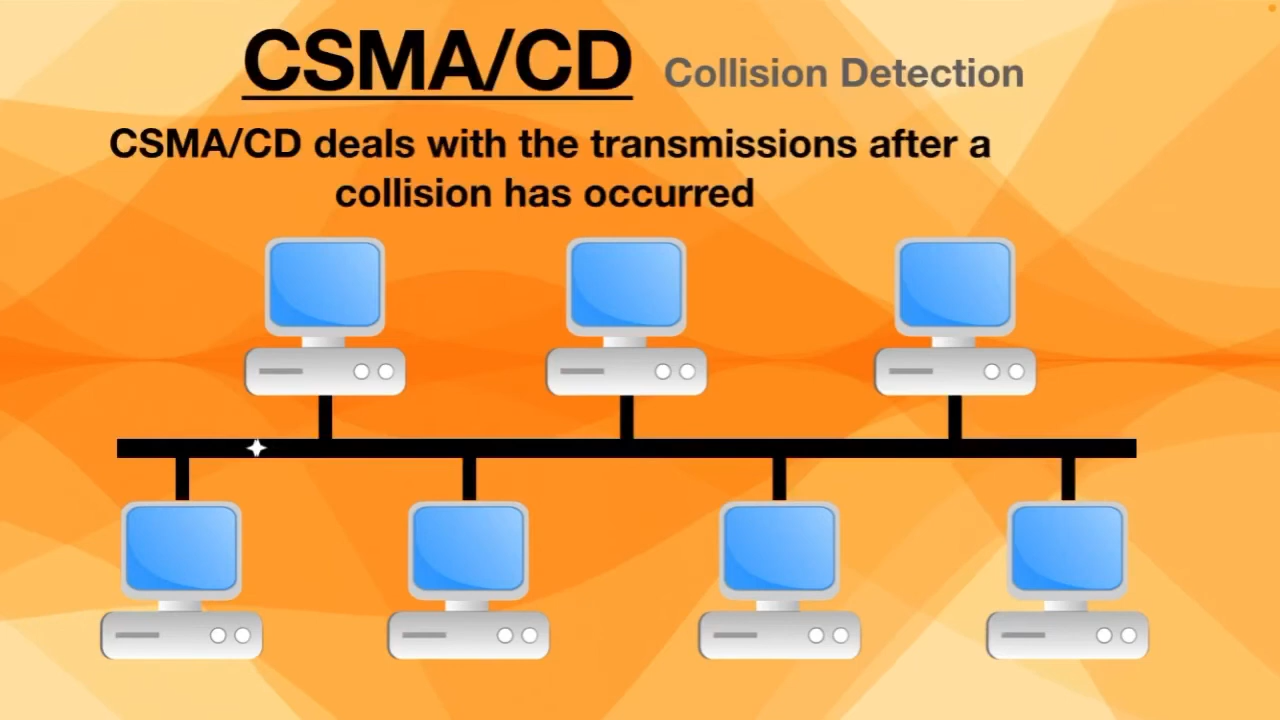 CSMA/CD Collision Detection
CSMA/CD deals with the transmissions after a
collision has occurred